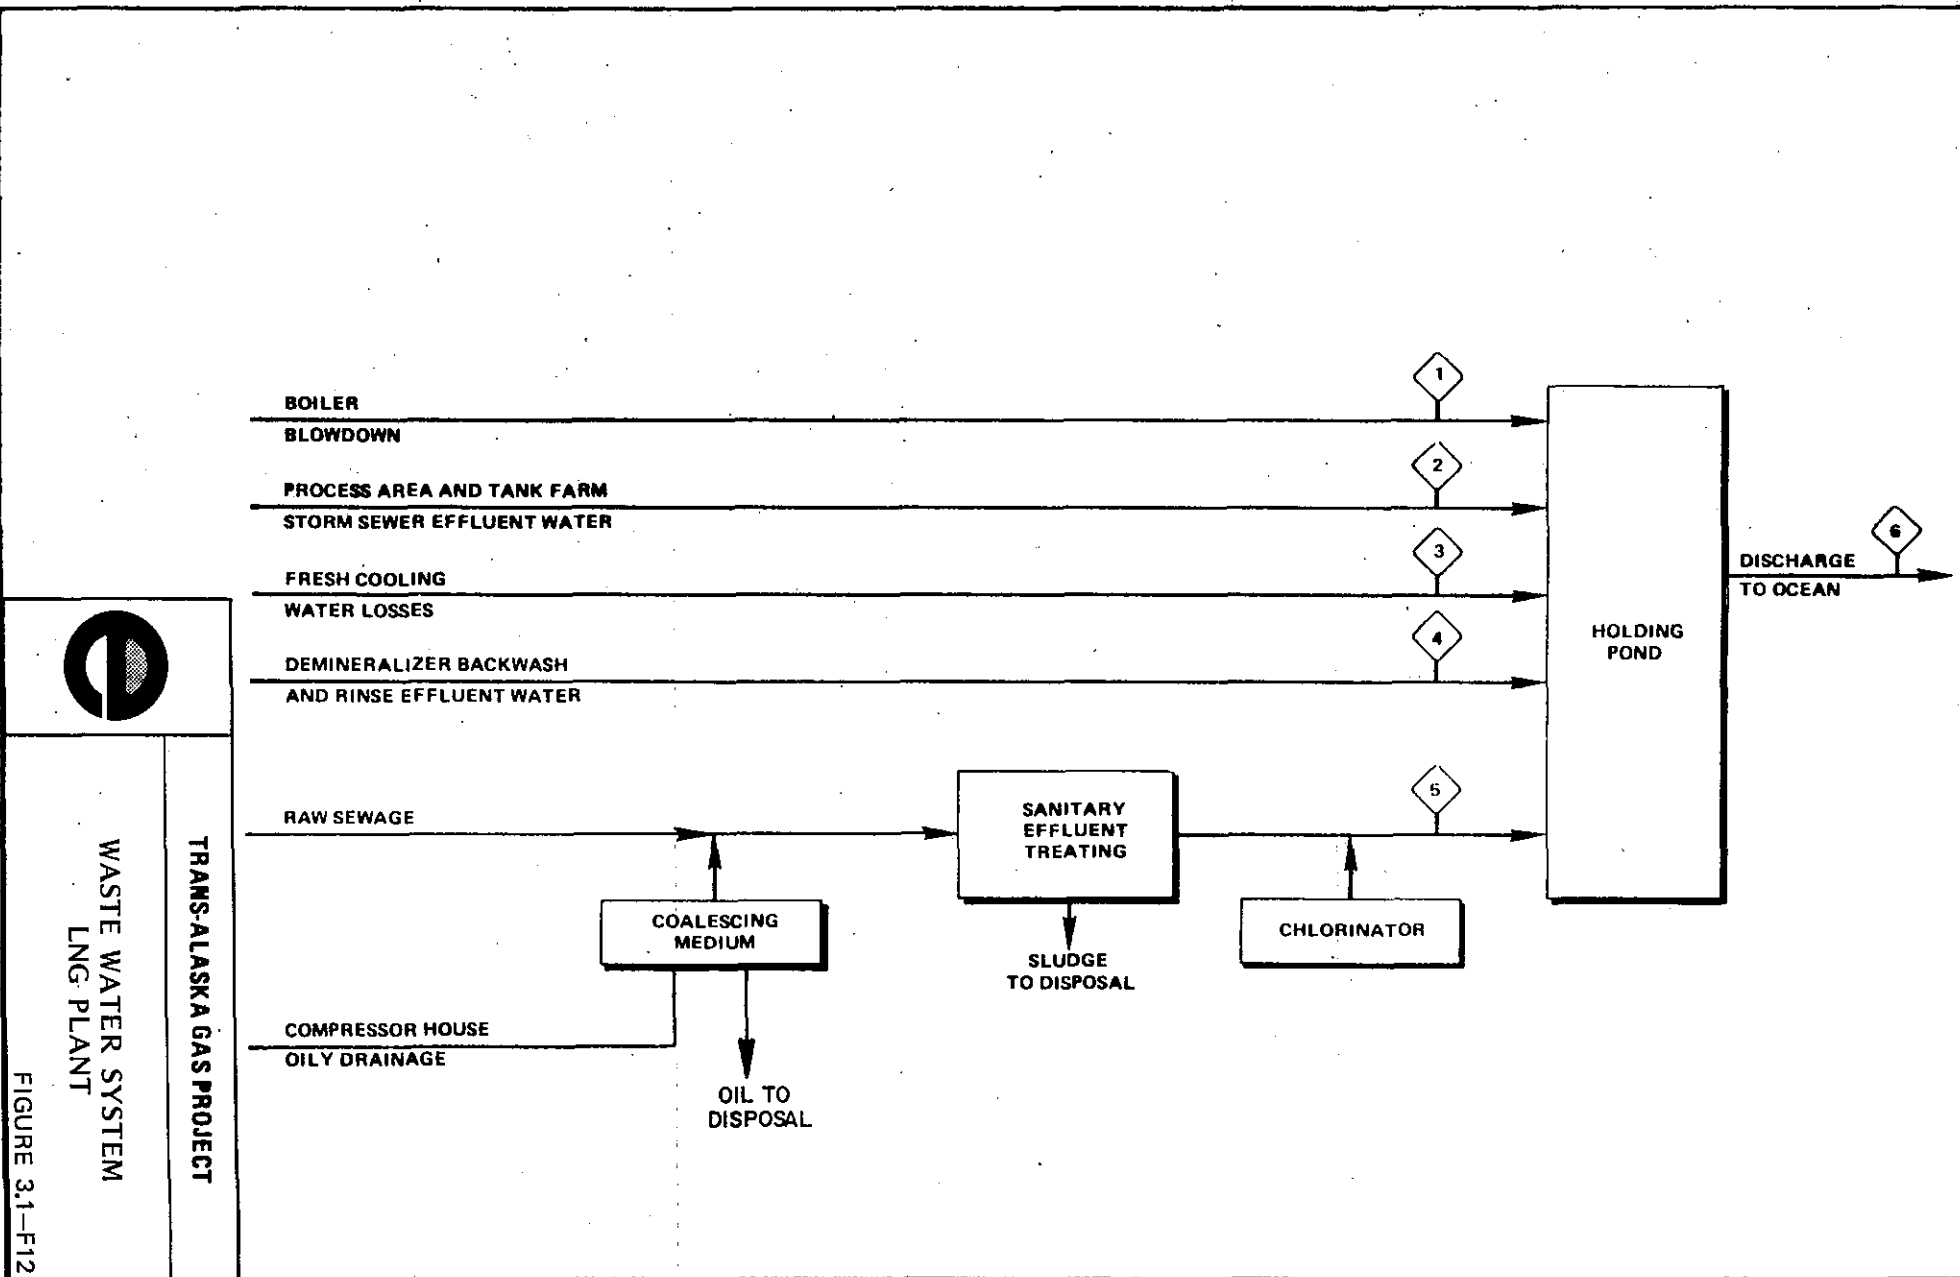 1
BOILER
BLOWDOWN
2
PROCESS AREA AND TANK FARM
STORM SEWER EFFLUENT WATER
3
FRESH COOLING
WATER LOSSES
4
DEMINERALIZER BACKWASH
AND RINSE EFFLUENT WATER
6
DISCHARGE
TO OCEAN
HOLDING
POND
RAW SEWAGE
SANITARY
EFFLUENT
TREATING
5
COALESCING
MEDIUM
CHLORINATOR
SLUDGE
TO DISPOSAL
COMPRESSOR HOUSE
OILY DRAINAGE
OIL TO
DISPOSAL
TRANS-ALASKA GAS PROJECT
WASTE WATER SYSTEM
LNG PLANT
FIGURE 3.1-F12